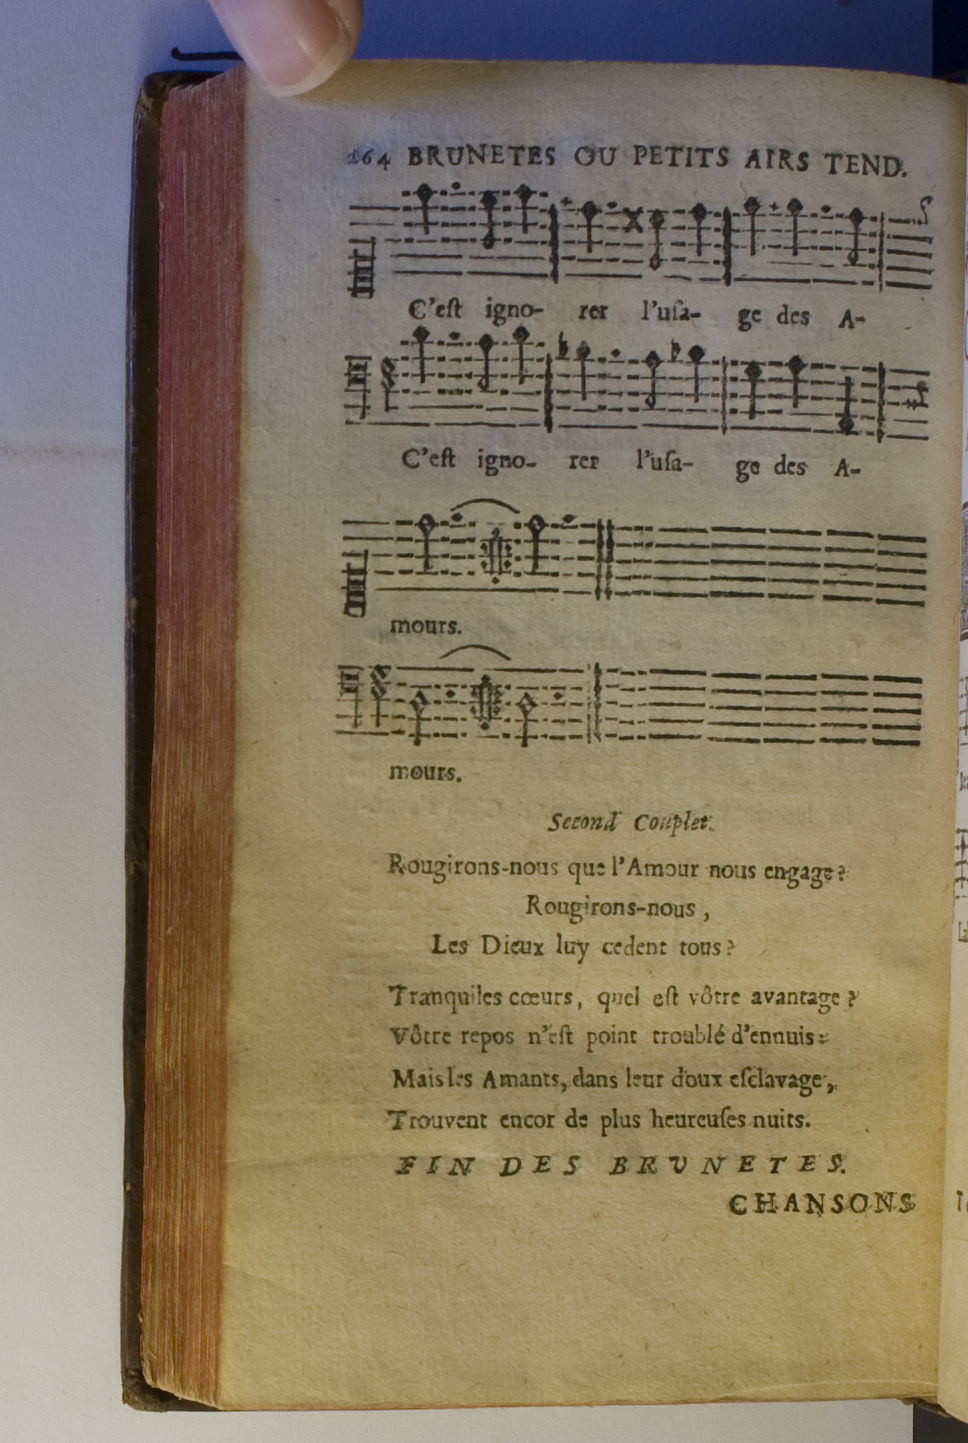 264 BRUNETES OU PETITS AIRS TEND.
C'eſt igno- rer l'uſa- ge des A-
C'eſt igno- rer l'uſa- ge des A-
mours.
mours.
Second Couplet.
Rougirons-nous que l'Amour nous engage?
Rougirons-nous,
Les Dieux luy cedent tous?
Tranquiles cœurs, quel eſt vôtre avantage?
Vôtre repos n'eſt point troublé d'ennuis:
Mais les Amants, dans leur doux eſclavage,
Trouvent encor de plus heureuſes nuits.
FIN DES BRUNETES.
CHANSONS